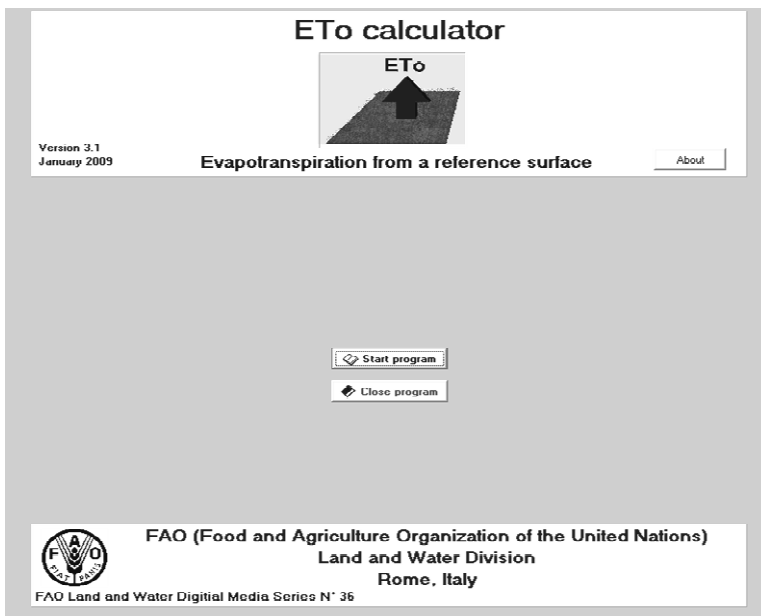 ETo calculator
ETo
Version 3.1
January 2009
Evapotranspiration from a reference surface
About
Start program
Close program
FAO (Food and Agriculture Organization of the United Nations)
Land and Water Division
Rome, Italy
F A O
FIAT PANIS
FAO Land and Water Digitial Media Series N° 36